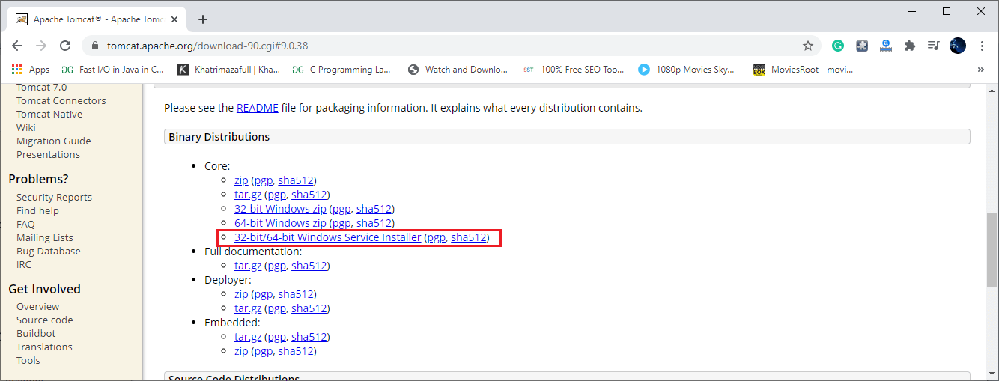 Apache Tomcat® - Apache Tomc
tomcat.apache.org/download-90.cgi#9.0.38
Apps Fast I/O in Java in C... Khatrimazafull | Kha... C Programming La... Watch and Downlo... SST 100% Free SEO Too... 1080p Movies Sky... MOVIES BOX MoviesRoot - movi... »
Tomcat 7.0
Tomcat Connectors
Tomcat Native
Wiki
Migration Guide
Presentations
Problems?
Security Reports
Find help
FAQ
Mailing Lists
Bug Database
IRC
Get Involved
Overview
Source code
Buildbot
Translations
Tools
Please see the README file for packaging information. It explains what every distribution contains.
Binary Distributions
Core:
zip (pgp, sha512)
tar.gz (pgp, sha512)
32-bit Windows zip (pgp, sha512)
64-bit Windows zip (pgp, sha512)
32-bit/64-bit Windows Service Installer (pgp, sha512)
Full documentation:
tar.gz (pgp, sha512)
Deployer:
zip (pgp, sha512)
tar.gz (pgp, sha512)
Embedded:
tar.gz (pgp, sha512)
zip (pgp, sha512)
Source Code Distributions